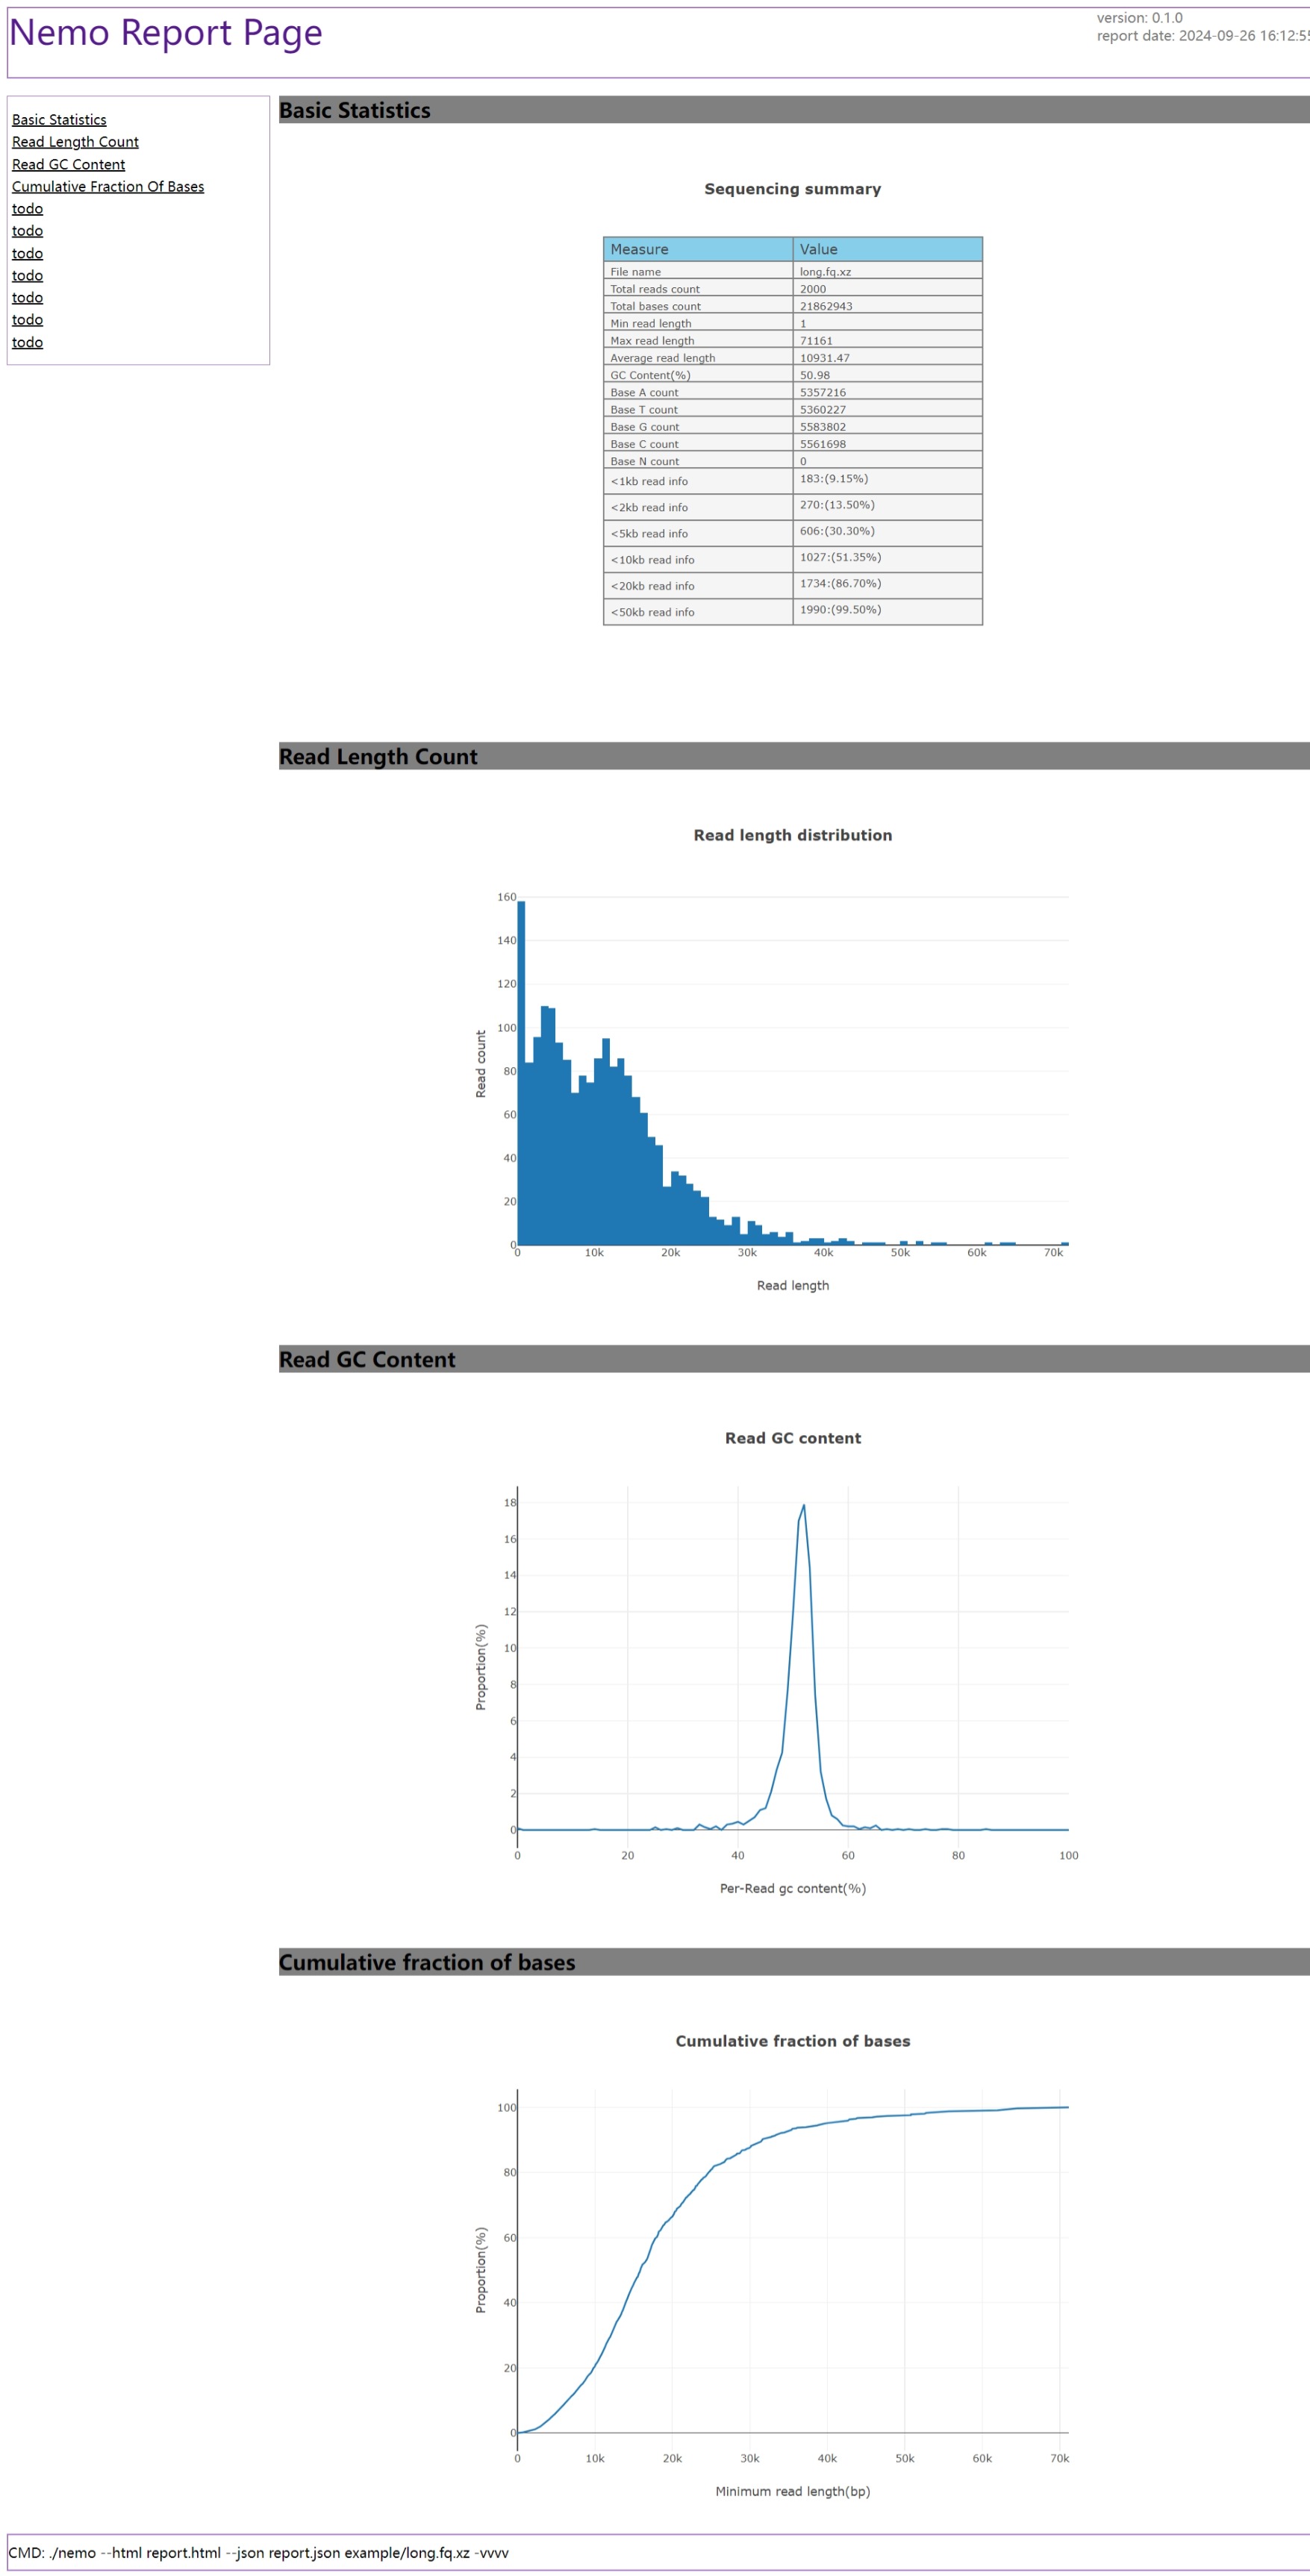 Nemo Report Page
version: 0.1.0
report date: 2024-09-26 16:12:55
Basic Statistics
Read Length Count
Read GC Content
Cumulative Fraction Of Bases
todo
todo
todo
todo
todo
todo
todo
Basic Statistics
Sequencing summary
Measure Value
File name long.fq.xz
Total reads count 2000
Total bases count 21862943
Min read length 1
Max read length 71161
Average read length 10931.47
GC Content(%) 50.98
Base A count 5357216
Base T count 5360227
Base G count 5583802
Base C count 5561698
Base N count 0
<1kb read info 183:(9.15%)
<2kb read info 270:(13.50%)
<5kb read info 606:(30.30%)
<10kb read info 1027:(51.35%)
<20kb read info 1734:(86.70%)
<50kb read info 1990:(99.50%)
Read Length Count
Read length distribution
160
140
120
100
80
60
40
20
0
Read count
0 10k 20k 30k 40k 50k 60k 70k
Read length
Read GC Content
Read GC content
18
16
14
12
10
8
6
4
2
0
Proportion(%)
0 20 40 60 80 100
Per-Read gc content(%)
Cumulative fraction of bases
Cumulative fraction of bases
100
80
60
40
20
0
Proportion(%)
0 10k 20k 30k 40k 50k 60k 70k
Minimum read length(bp)
CMD: ./nemo --html report.html --json report.json example/long.fq.xz -vvvv